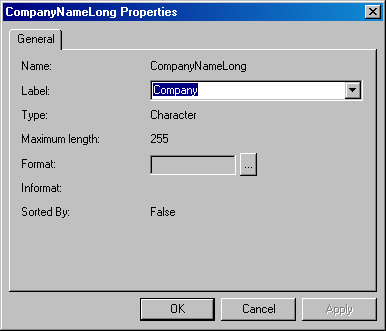 CompanyNameLong Properties
General
Name: CompanyNameLong
Label: Company
Type: Character
Maximum length: 255
Format: ...
Informat:
Sorted By: False
OK Cancel Apply